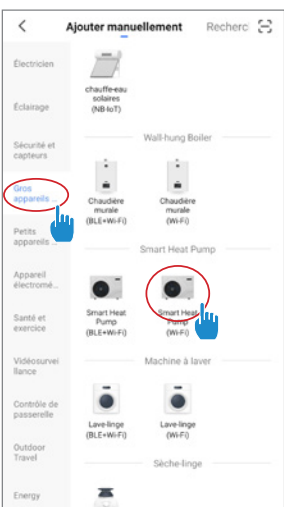 Ajouter manuellement Recherc
Électricien
chauffe-eau
solaires
(NB-IoT)
Éclairage
Sécurité et
capteurs
Wall-hung Boiler
Gros
appareils ...
Chaudière
murale
(BLE+Wi-Fi)
Chaudière
murale
(Wi-Fi)
Petits
appareils ...
Smart Heat Pump
Appareil
électromé...
Smart Heat
Pump
(BLE+Wi-Fi)
Smart Heat
Pump
(Wi-Fi)
Santé et
exercice
Vidéosurvei
llance
Machine à laver
Contrôle de
passerelle
Lave-linge
(BLE+Wi-Fi)
Lave-linge
(Wi-Fi)
Outdoor
Travel
Sèche-linge
Energy